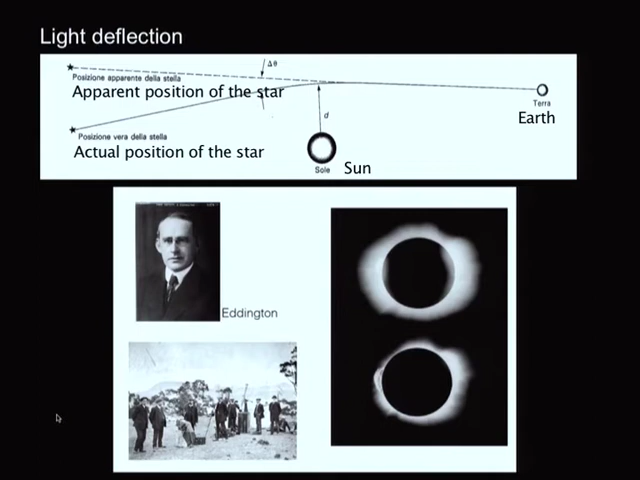 Light deflection
Δθ
Posizione apparente della stella
Apparent position of the star
d
Terra
Earth
Posizione vera della stella
Actual position of the star
Sole
Sun
Eddington